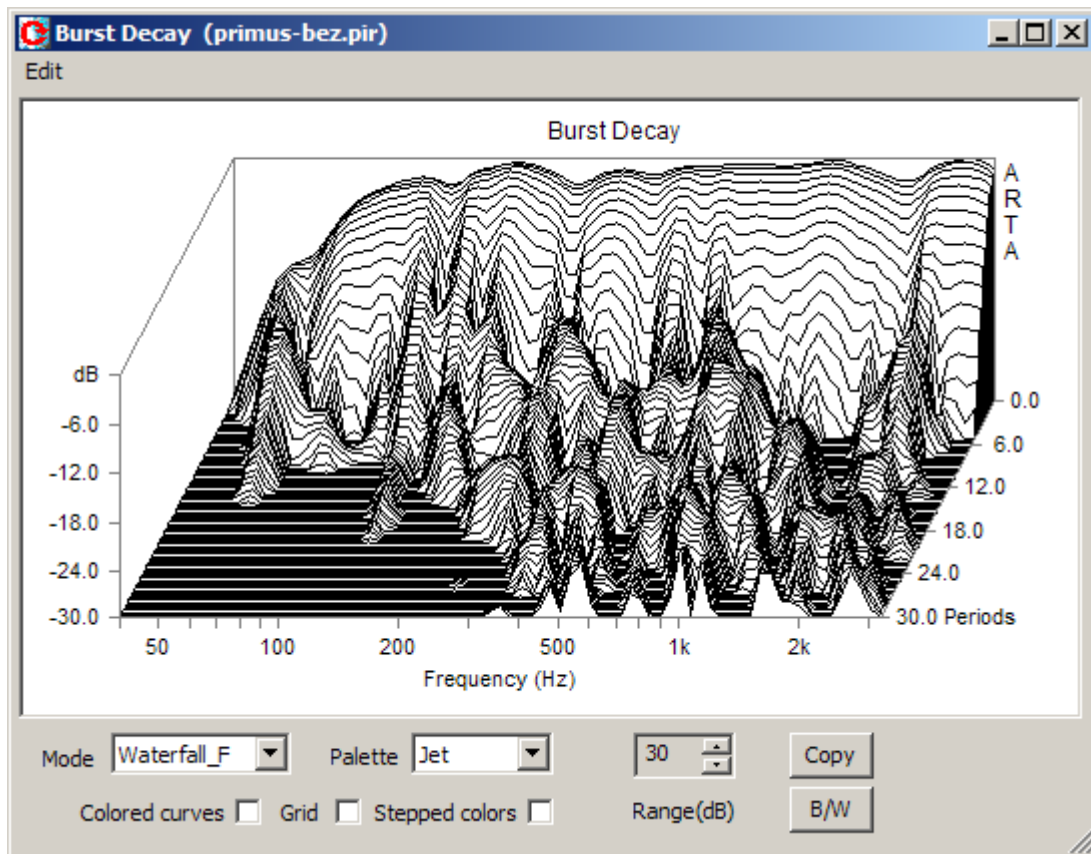 Burst Decay (primus-bez.pir)
Edit
Burst Decay
A
R
T
A
dB
-6.0
-12.0
-18.0
-24.0
-30.0
0.0
6.0
12.0
18.0
24.0
30.0 Periods
50 100 200 500 1k 2k
Frequency (Hz)
Mode Waterfall_F Palette Jet 30 Copy
Colored curves Grid Stepped colors Range(dB) B/W